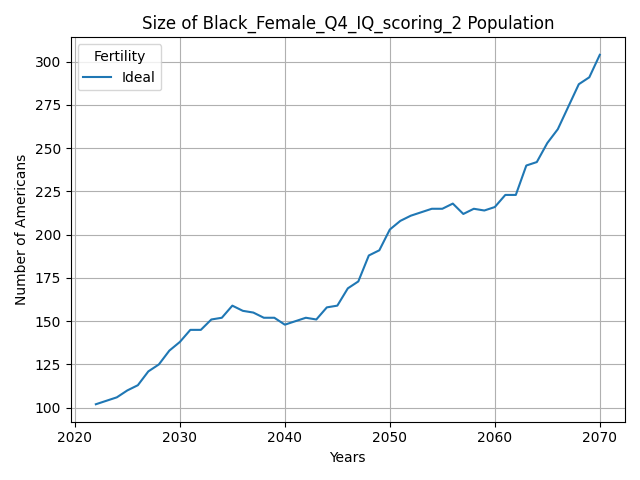 Size of Black_Female_Q4_IQ_scoring_2 Population
Fertility
Ideal
300
275
250
225
200
175
150
125
100
Number of Americans
2020 2030 2040 2050 2060 2070
Years